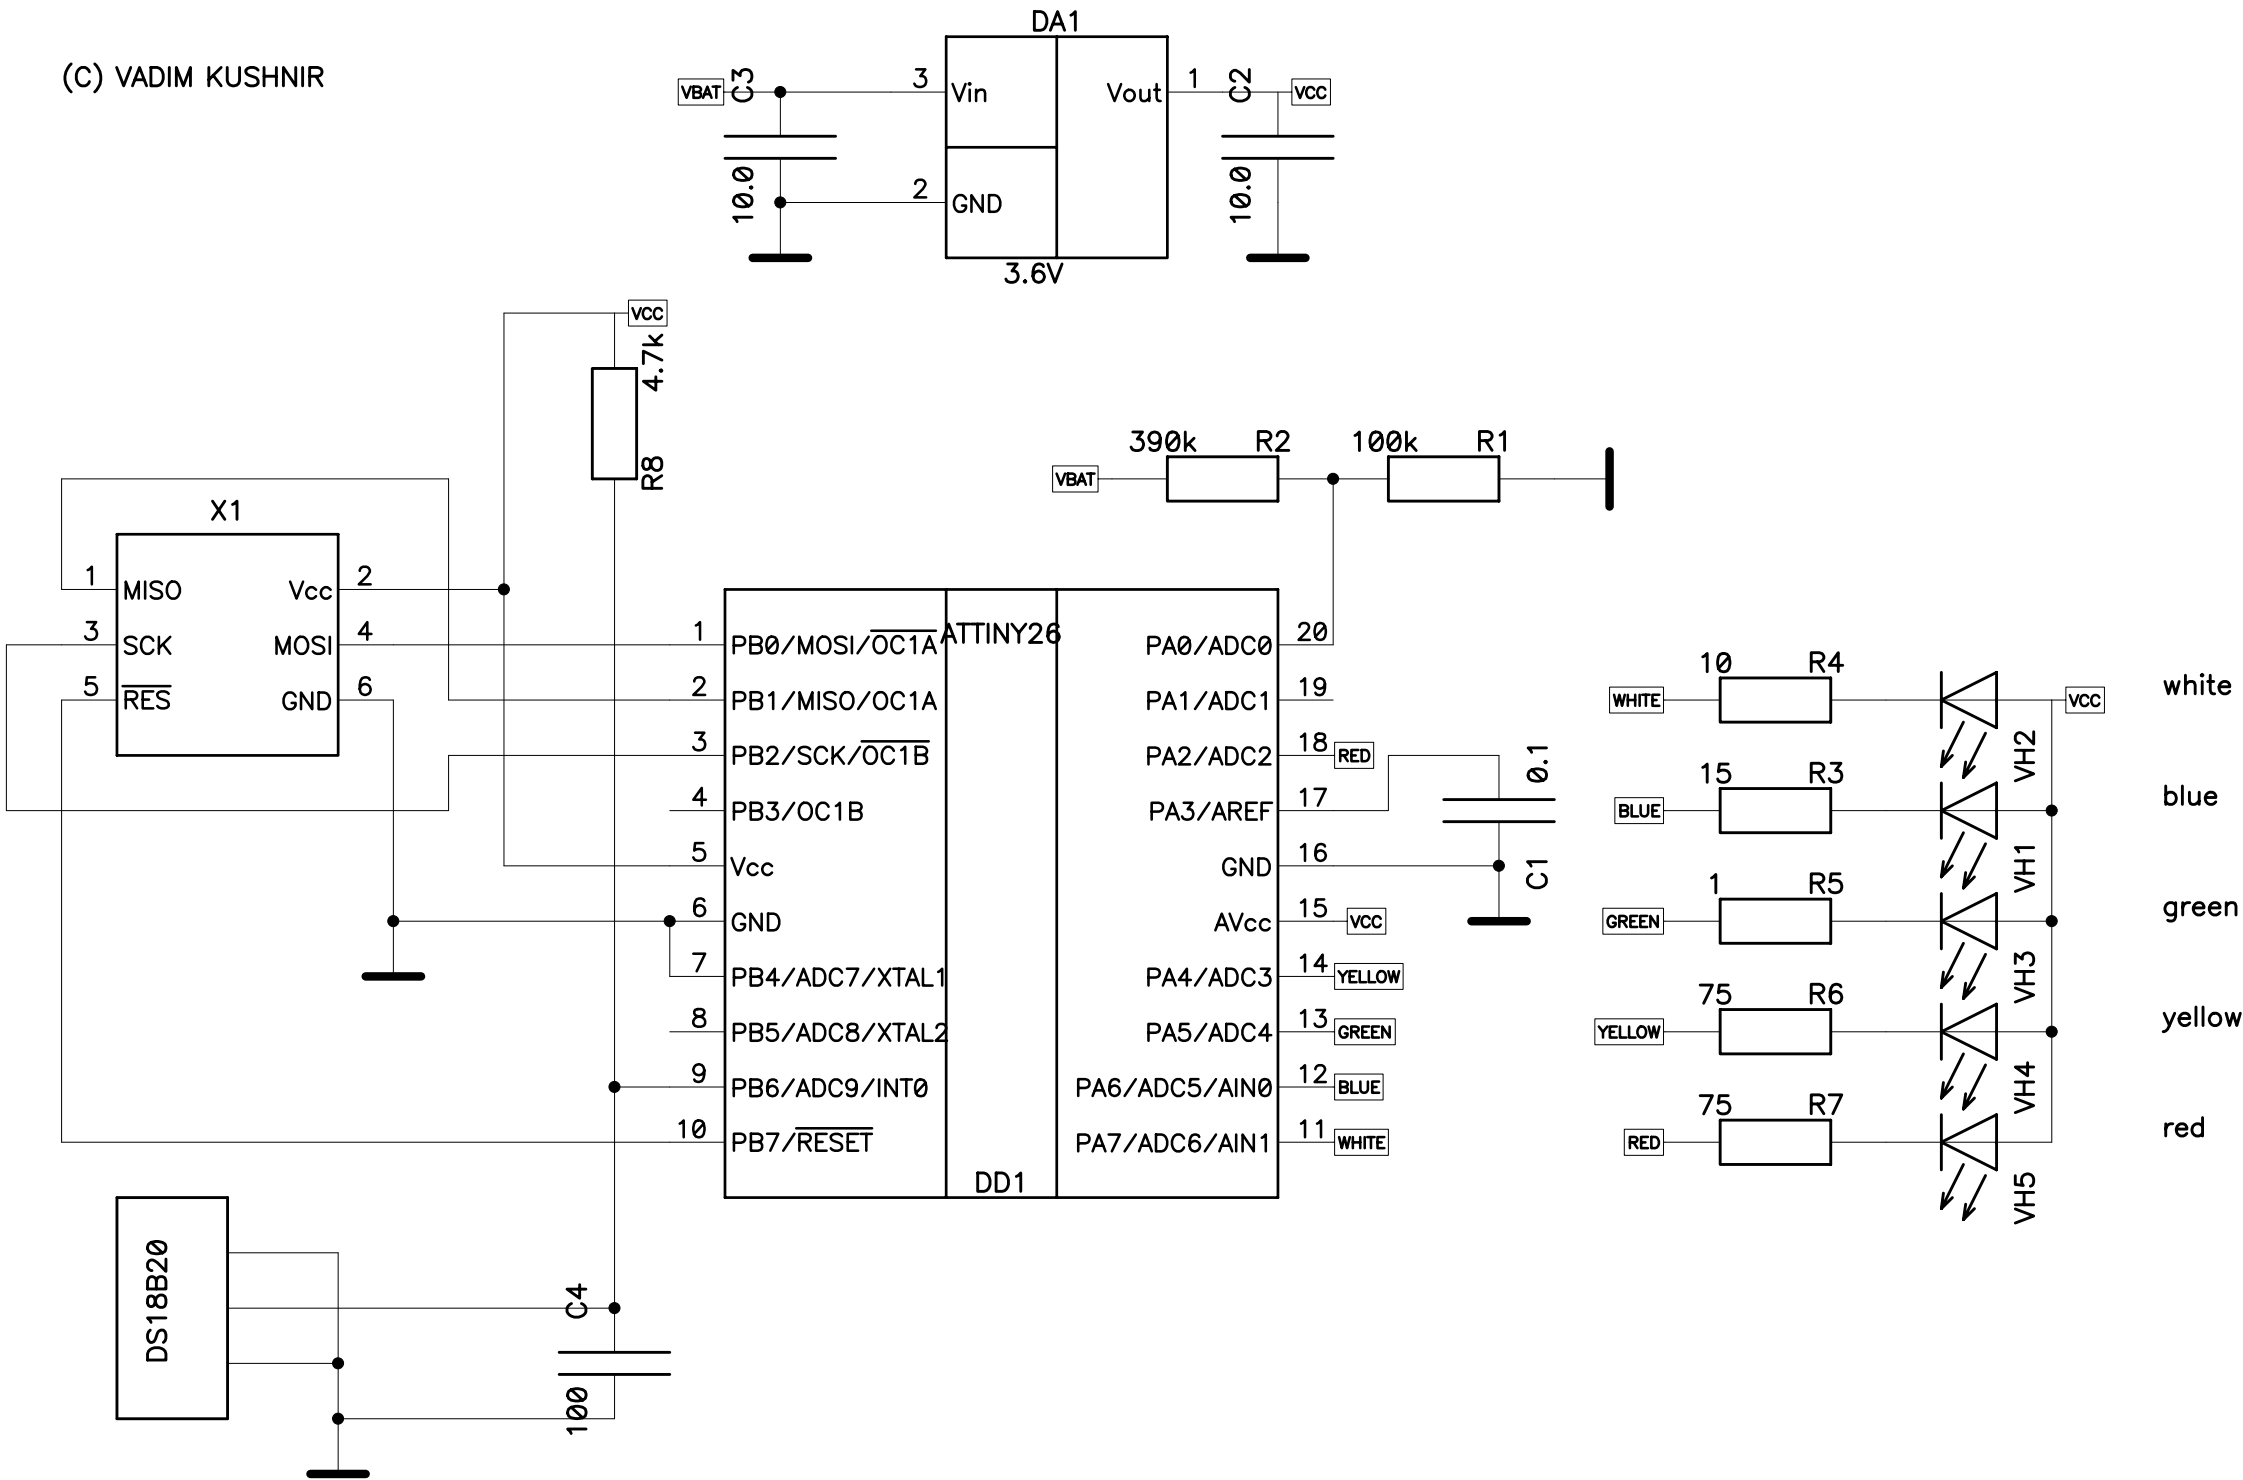 (C) VADIM KUSHNIR
DA1
VBAT
C3
10.0
3
Vin
2
GND
Vout
1
3.6V
C2
10.0
VCC
VCC
4.7k
R8
VBAT
390k
R2
100k
R1
X1
1
MISO
3
SCK
5
RES
Vcc
2
MOSI
4
GND
6
ATTINY26
DD1
1
PB0/MOSI/OC1A
2
PB1/MISO/OC1A
3
PB2/SCK/OC1B
4
PB3/OC1B
5
Vcc
6
GND
7
PB4/ADC7/XTAL1
8
PB5/ADC8/XTAL2
9
PB6/ADC9/INT0
10
PB7/RESET
PA0/ADC0
20
PA1/ADC1
19
PA2/ADC2
18
RED
PA3/AREF
17
GND
16
AVcc
15
VCC
PA4/ADC3
14
YELLOW
PA5/ADC4
13
GREEN
PA6/ADC5/AIN0
12
BLUE
PA7/ADC6/AIN1
11
WHITE
0.1
C1
WHITE
10
R4
VH2
VCC
white
BLUE
15
R3
VH1
blue
GREEN
1
R5
VH3
green
YELLOW
75
R6
VH4
yellow
RED
75
R7
VH5
red
DS18B20
C4
100